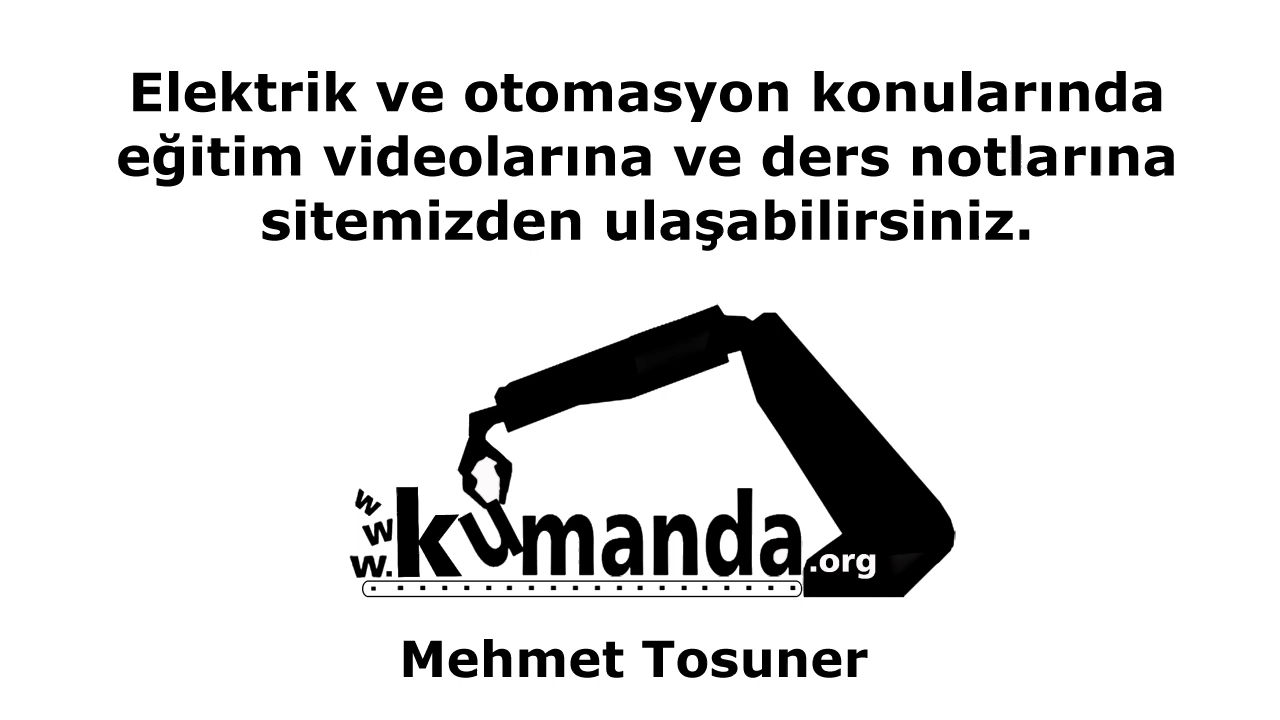 Elektrik ve otomasyon konularında
eğitim videolarına ve ders notlarına
sitemizden ulaşabilirsiniz.
www.kumanda.org
Mehmet Tosuner